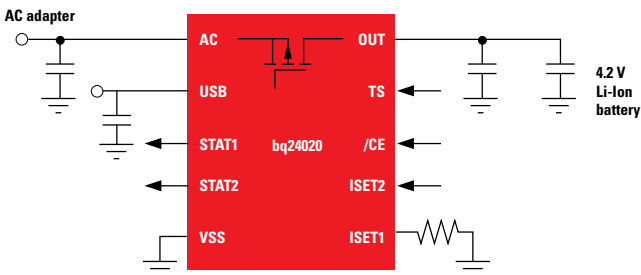 AC adapter
AC
OUT
USB
TS
4.2 V
Li-Ion
battery
STAT1
bq24020
/CE
STAT2
ISET2
VSS
ISET1